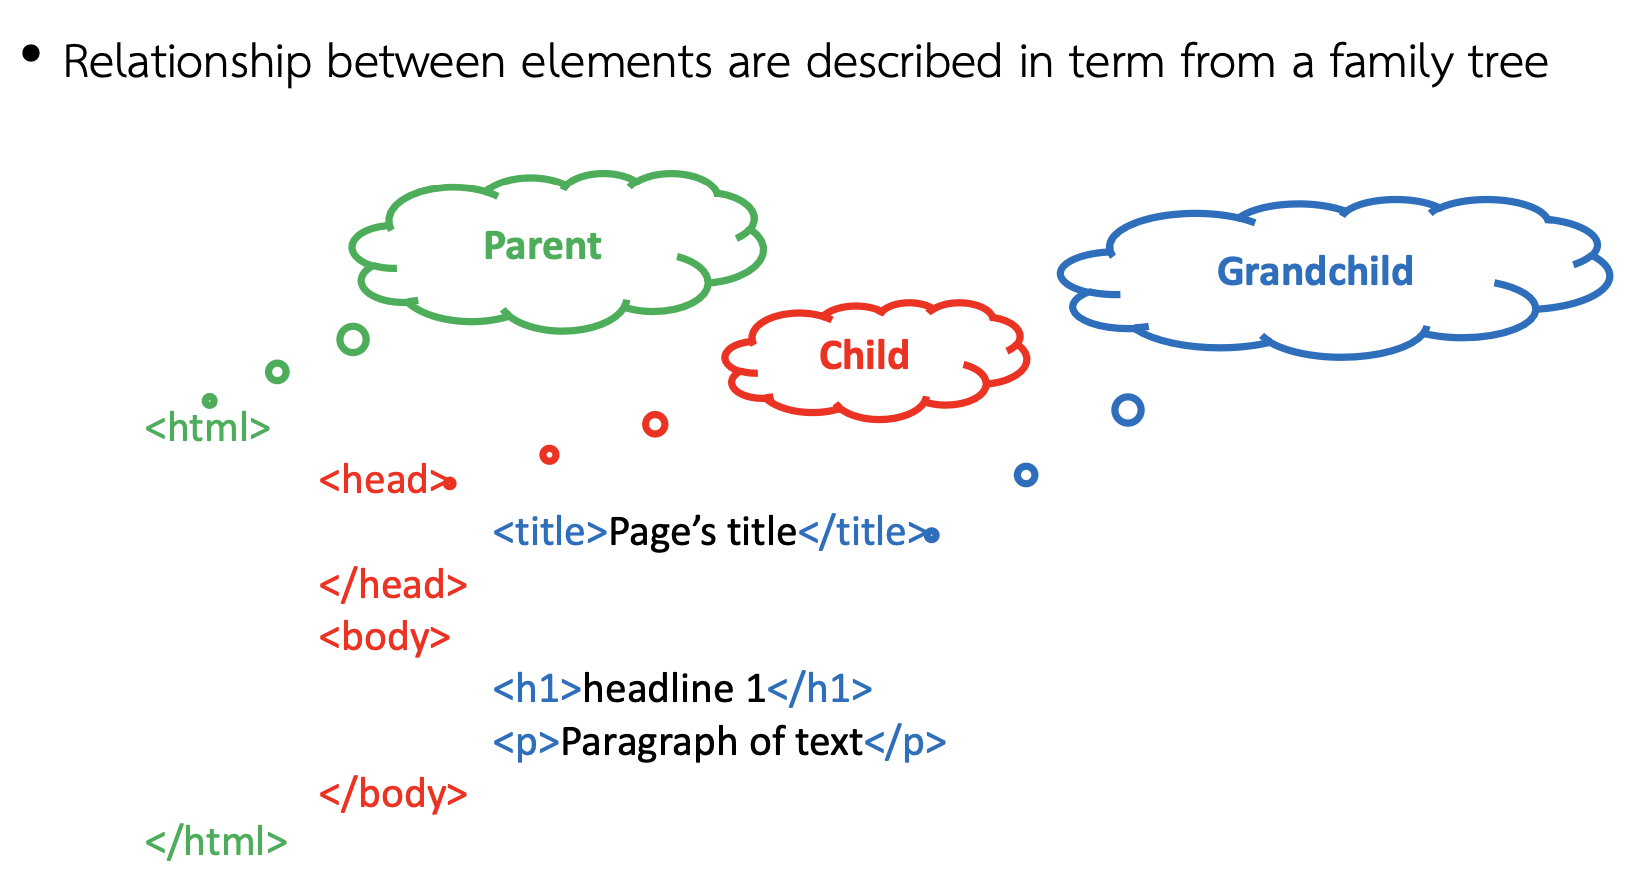 • Relationship between elements are described in term from a family tree
Parent
Grandchild
Child
<html>
<head>
<title>Page’s title</title>
</head>
<body>
<h1>headline 1</h1>
<p>Paragraph of text</p>
</body>
</html>